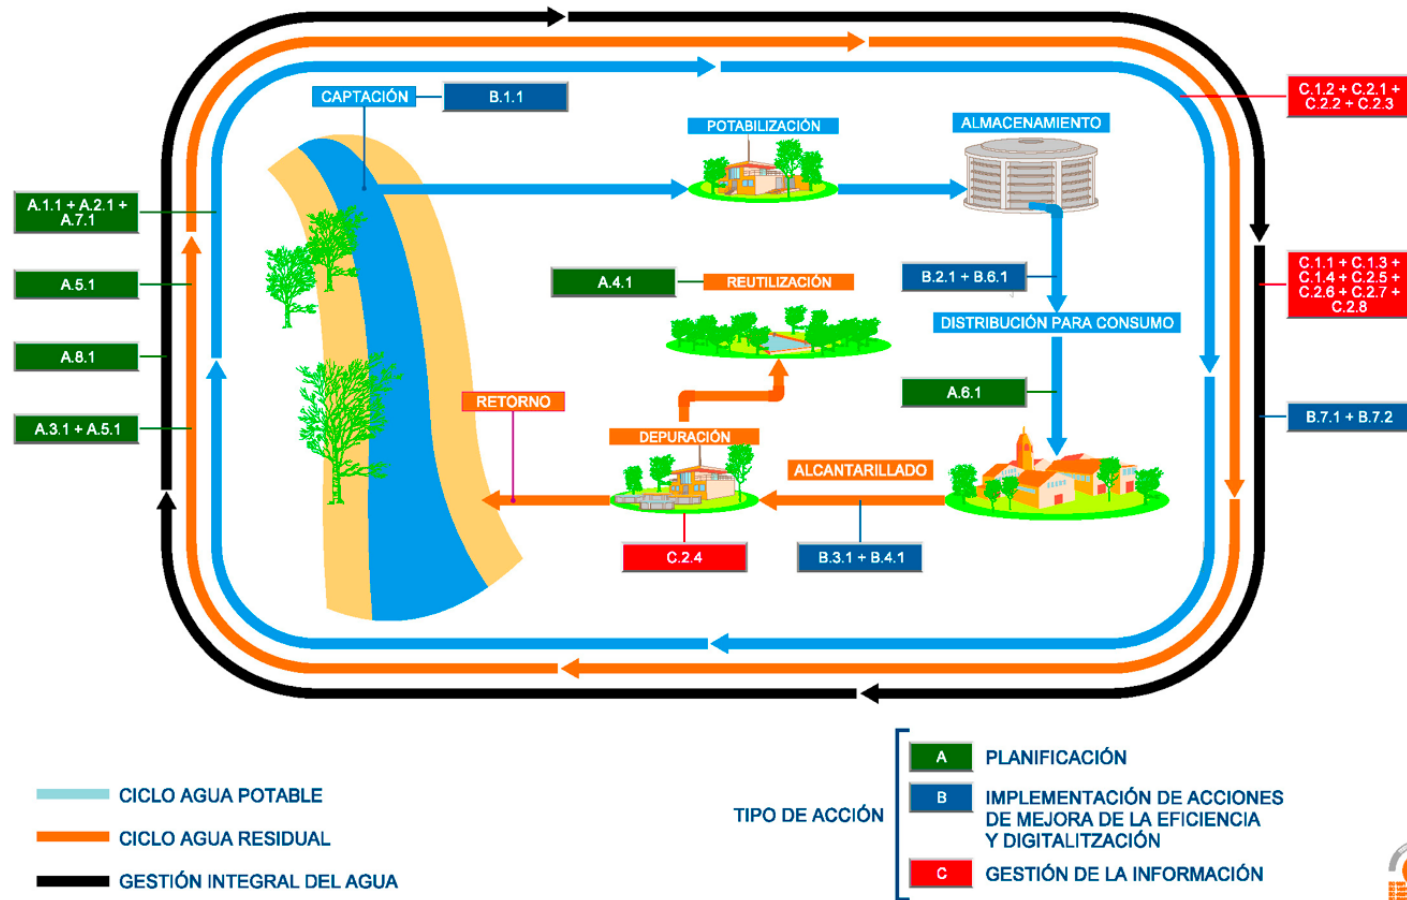 CAPTACIÓN
B.1.1
C.1.2 + C.2.1 +
C.2.2 + C.2.3
POTABILIZACIÓN
ALMACENAMIENTO
A.1.1 + A.2.1 +
A.7.1
A.5.1
A.4.1
REUTILIZACIÓN
B.2.1 + B.6.1
C.1.1 + C.1.3 +
C.1.4 + C.2.5 +
C.2.6 + C.2.7 +
C.2.8
DISTRIBUCIÓN PARA CONSUMO
A.8.1
A.6.1
RETORNO
A.3.1 + A.5.1
B.7.1 + B.7.2
DEPURACIÓN
ALCANTARILLADO
C.2.4
B.3.1 + B.4.1
CICLO AGUA POTABLE
CICLO AGUA RESIDUAL
GESTIÓN INTEGRAL DEL AGUA
TIPO DE ACCIÓN
A PLANIFICACIÓN
B IMPLEMENTACIÓN DE ACCIONES
DE MEJORA DE LA EFICIENCIA
Y DIGITALITZACIÓN
C GESTIÓN DE LA INFORMACIÓN